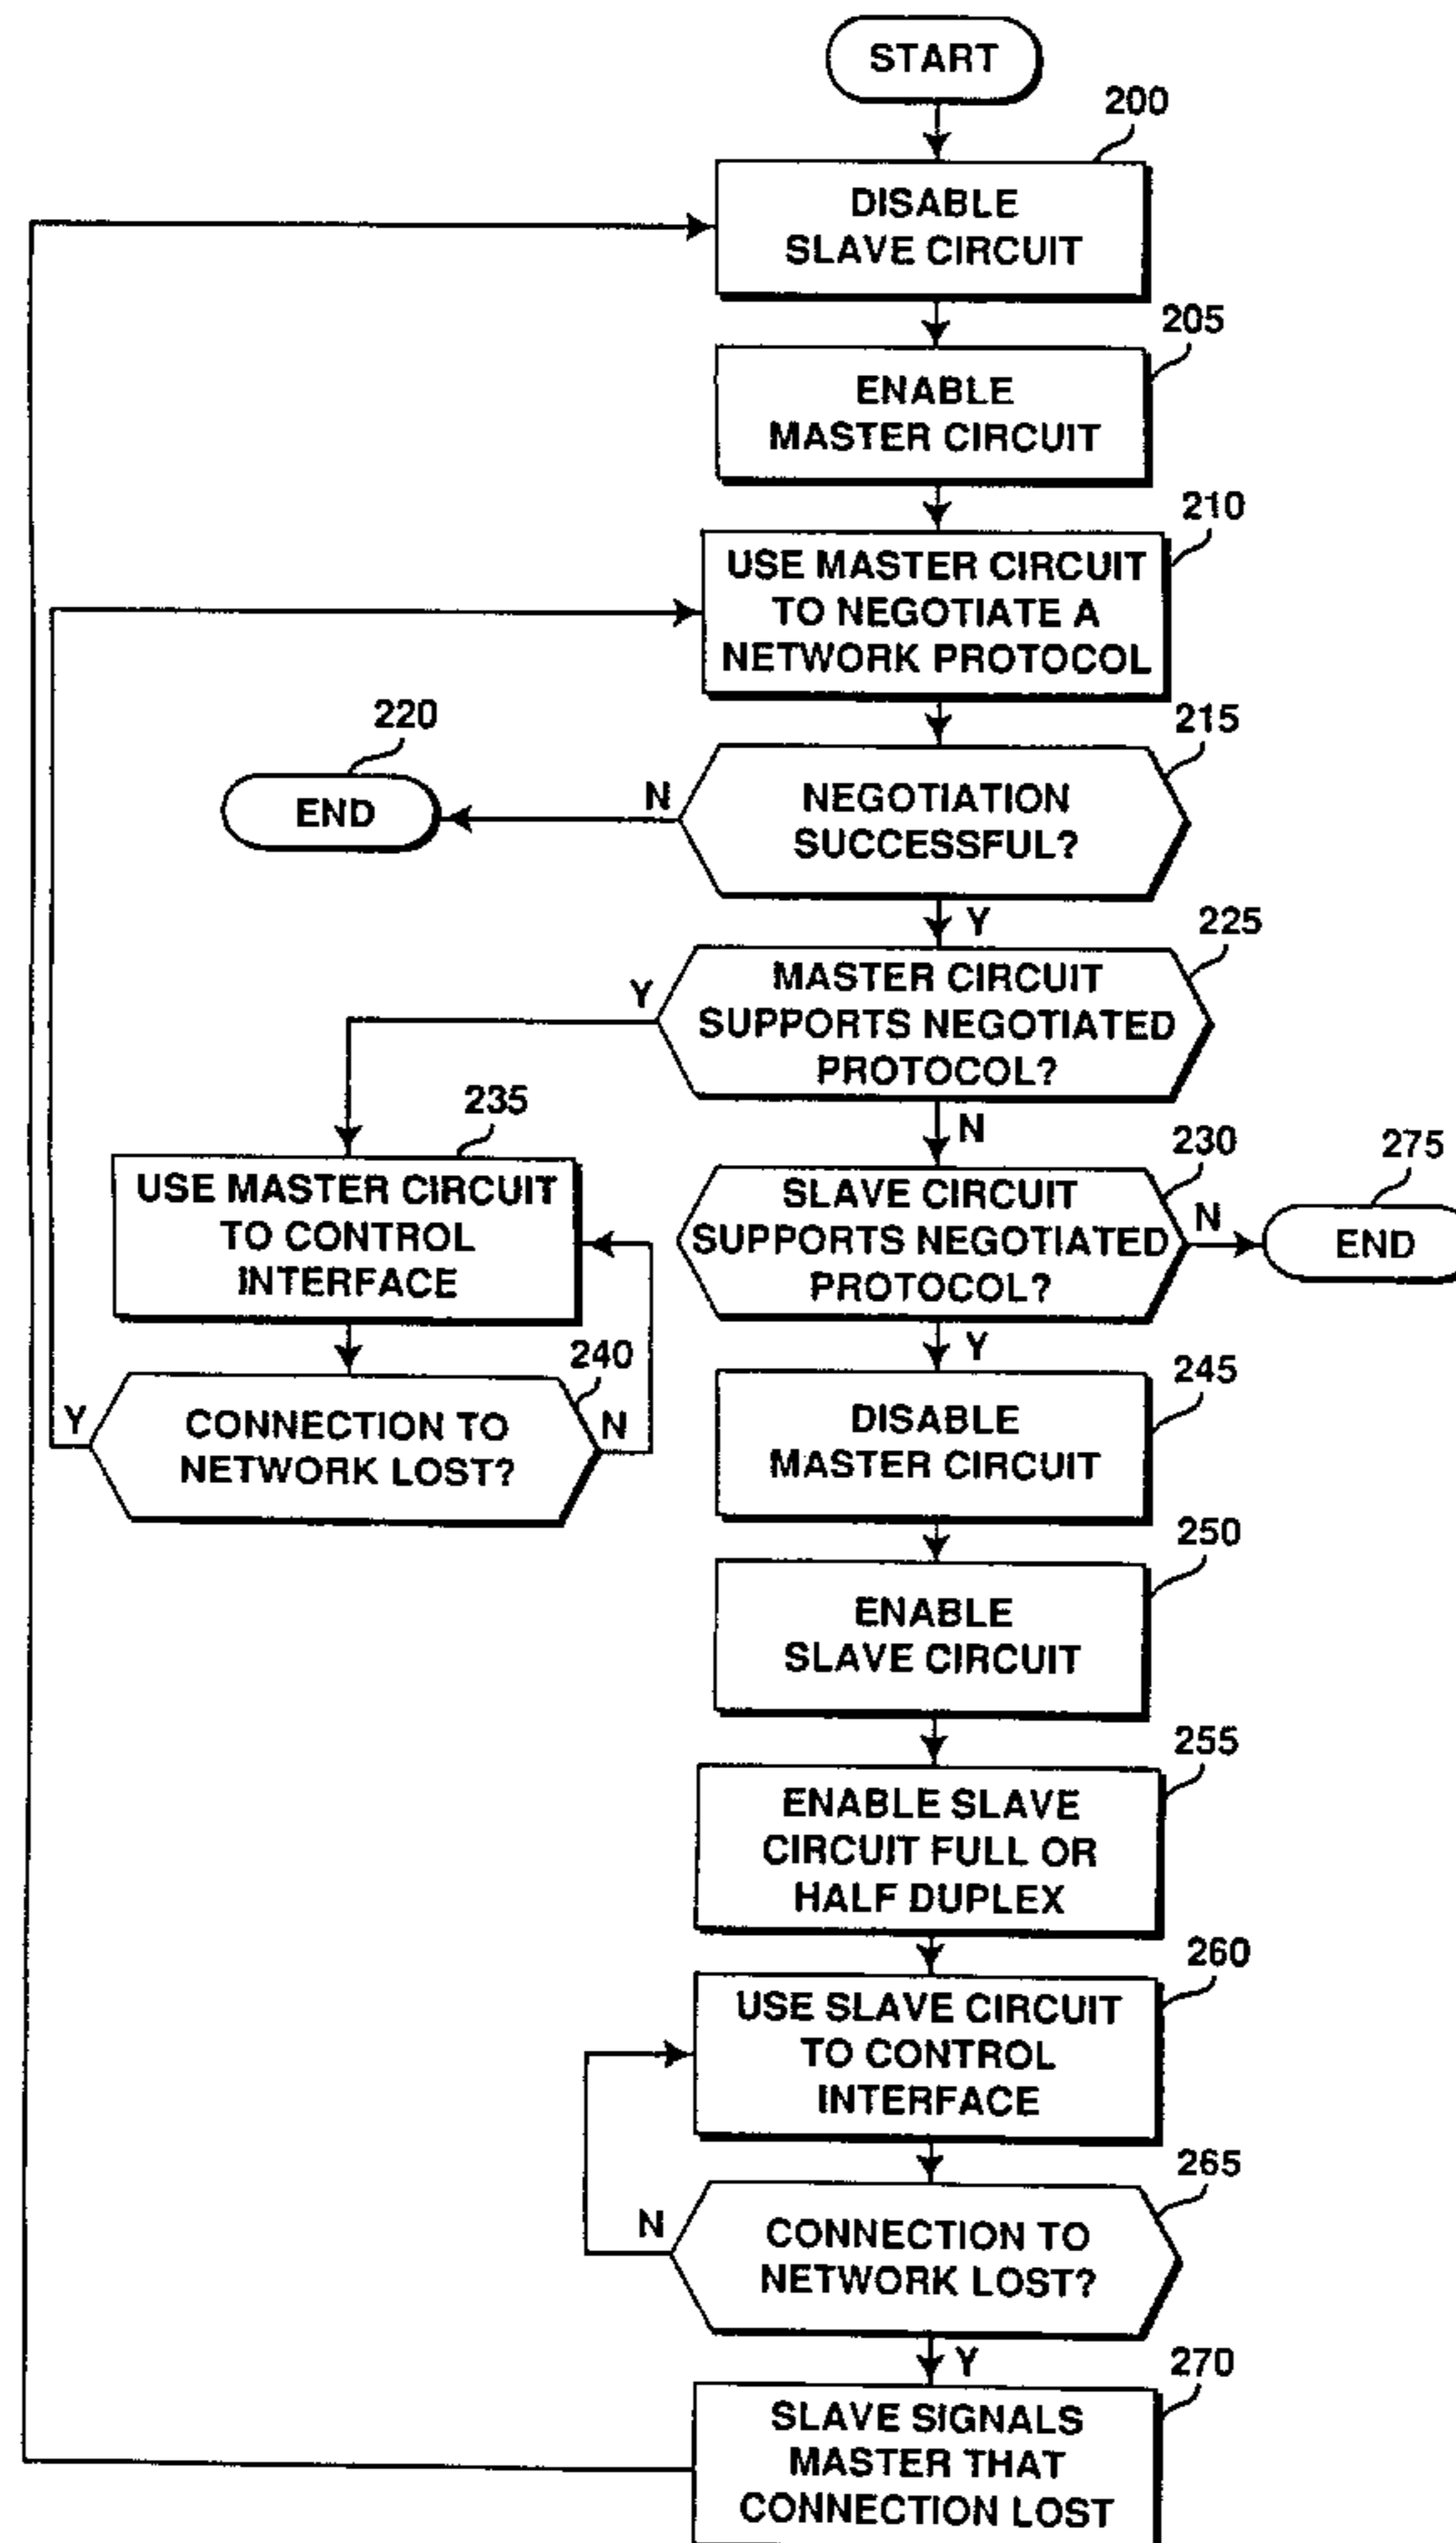 START
200
DISABLE
SLAVE CIRCUIT
205
ENABLE
MASTER CIRCUIT
210
USE MASTER CIRCUIT
TO NEGOTIATE A
NETWORK PROTOCOL
215
NEGOTIATION
SUCCESSFUL?
N
220
END
Y
225
MASTER CIRCUIT
SUPPORTS NEGOTIATED
PROTOCOL?
Y
235
USE MASTER CIRCUIT
TO CONTROL
INTERFACE
240
CONNECTION TO
NETWORK LOST?
Y
N
N
230
SLAVE CIRCUIT
SUPPORTS NEGOTIATED
PROTOCOL?
N
275
END
Y
245
DISABLE
MASTER CIRCUIT
250
ENABLE
SLAVE CIRCUIT
255
ENABLE SLAVE
CIRCUIT FULL OR
HALF DUPLEX
260
USE SLAVE CIRCUIT
TO CONTROL
INTERFACE
265
CONNECTION TO
NETWORK LOST?
N
Y
270
SLAVE SIGNALS
MASTER THAT
CONNECTION LOST